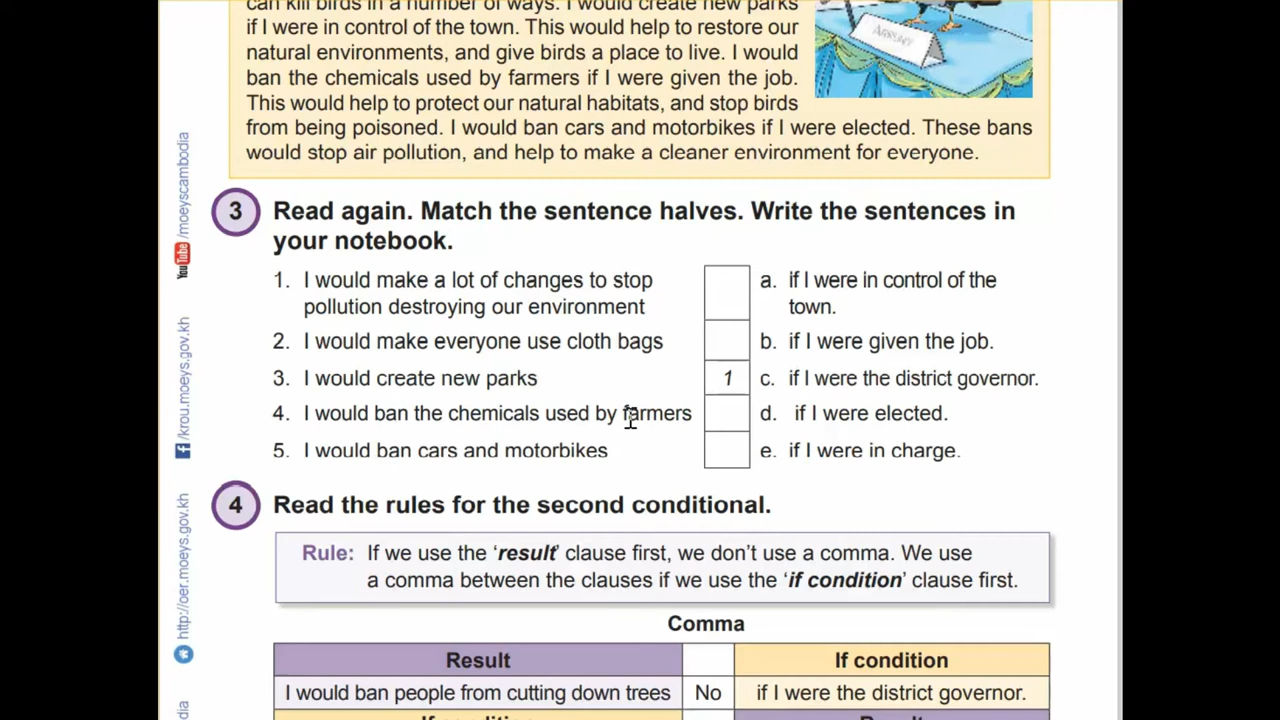 can kill birds in a number of ways. I would create new parks
if I were in control of the town. This would help to restore our
natural environments, and give birds a place to live. I would
ban the chemicals used by farmers if I were given the job.
This would help to protect our natural habitats, and stop birds
from being poisoned. I would ban cars and motorbikes if I were elected. These bans
would stop air pollution, and help to make a cleaner environment for everyone.
3 Read again. Match the sentence halves. Write the sentences in
your notebook.
1. I would make a lot of changes to stop
pollution destroying our environment
a. if I were in control of the
town.
2. I would make everyone use cloth bags
b. if I were given the job.
3. I would create new parks
1 c. if I were the district governor.
4. I would ban the chemicals used by farmers
d. if I were elected.
5. I would ban cars and motorbikes
e. if I were in charge.
4 Read the rules for the second conditional.
Rule: If we use the ‘result’ clause first, we don’t use a comma. We use
a comma between the clauses if we use the ‘if condition’ clause first.
Comma
Result If condition
I would ban people from cutting down trees No if I were the district governor.
If condition Result
YouTube /moeyscambodia
f /krou.moeys.gov.kh
http://oer.moeys.gov.kh
dia